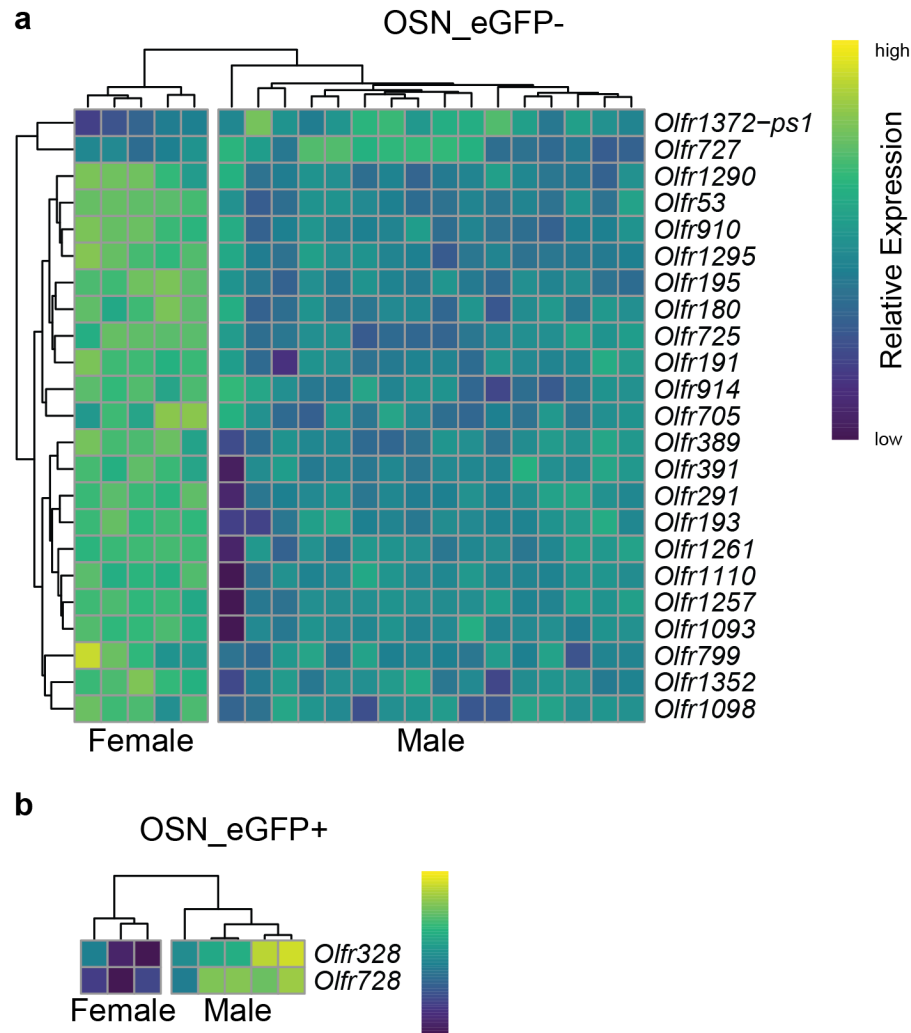 a
OSN_eGFP-
high
Relative Expression
low
Olfr1372−ps1
Olfr727
Olfr1290
Olfr53
Olfr910
Olfr1295
Olfr195
Olfr180
Olfr725
Olfr191
Olfr914
Olfr705
Olfr389
Olfr391
Olfr291
Olfr193
Olfr1261
Olfr1110
Olfr1257
Olfr1093
Olfr799
Olfr1352
Olfr1098
Female Male
b
OSN_eGFP+
Olfr328
Olfr728
Female Male